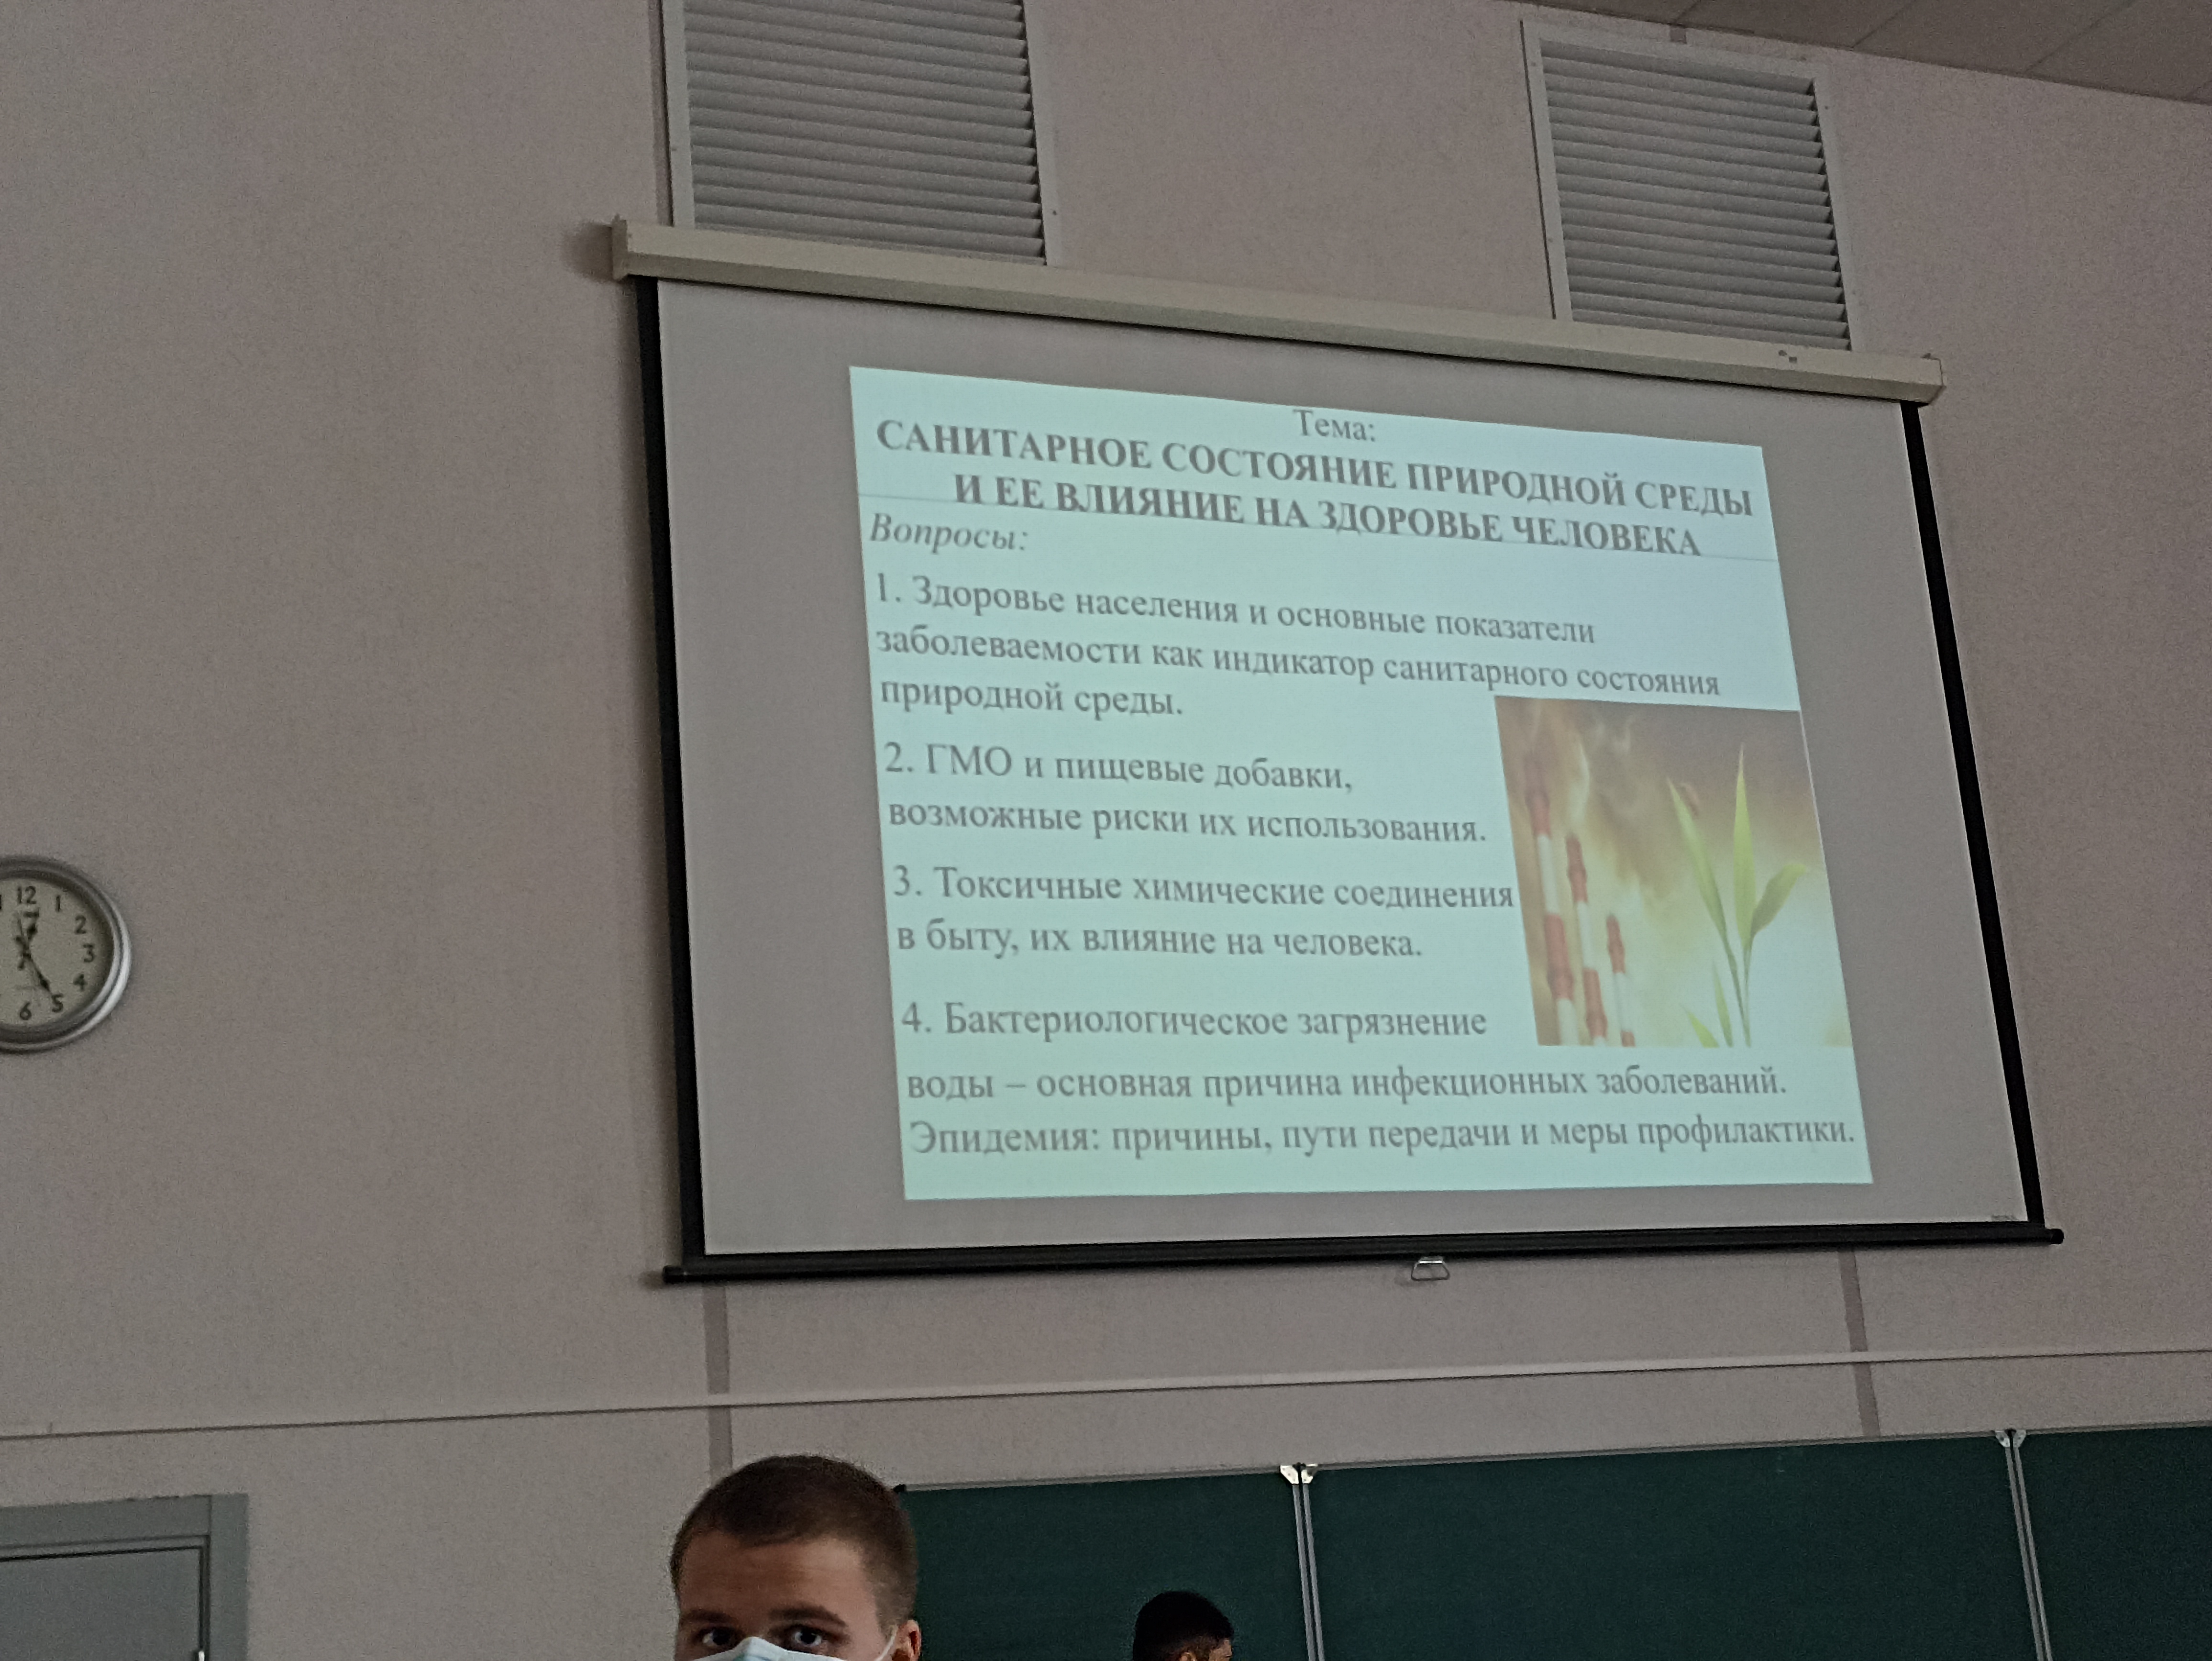 Тема:
САНИТАРНОЕ СОСТОЯНИЕ ПРИРОДНОЙ СРЕДЫ
И ЕЕ ВЛИЯНИЕ НА ЗДОРОВЬЕ ЧЕЛОВЕКА
Вопросы:
1. Здоровье населения и основные показатели
заболеваемости как индикатор санитарного состояния
природной среды.
2. ГМО и пищевые добавки,
возможные риски их использования.
3. Токсичные химические соединения
в быту, их влияние на человека.
4. Бактериологическое загрязнение
воды – основная причина инфекционных заболеваний.
Эпидемия: причины, пути передачи и меры профилактики.
12
1
2
3
4
5
6